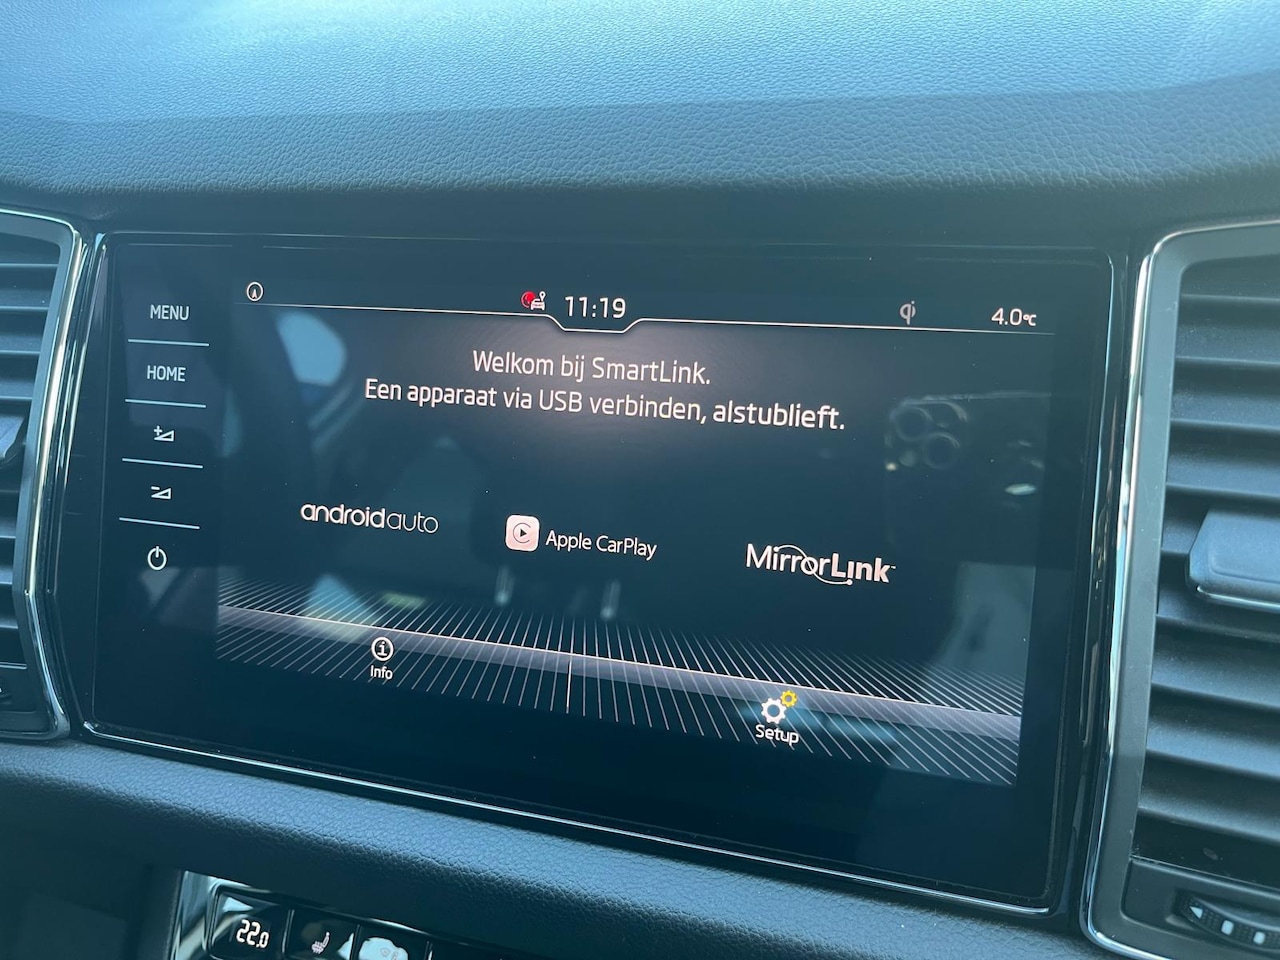 MENU
HOME
11:19
4.0°C
Welkom bij SmartLink.
Een apparaat via USB verbinden, alstublieft.
androidauto
Apple CarPlay
MirrorLink™
Info
Setup
22.0